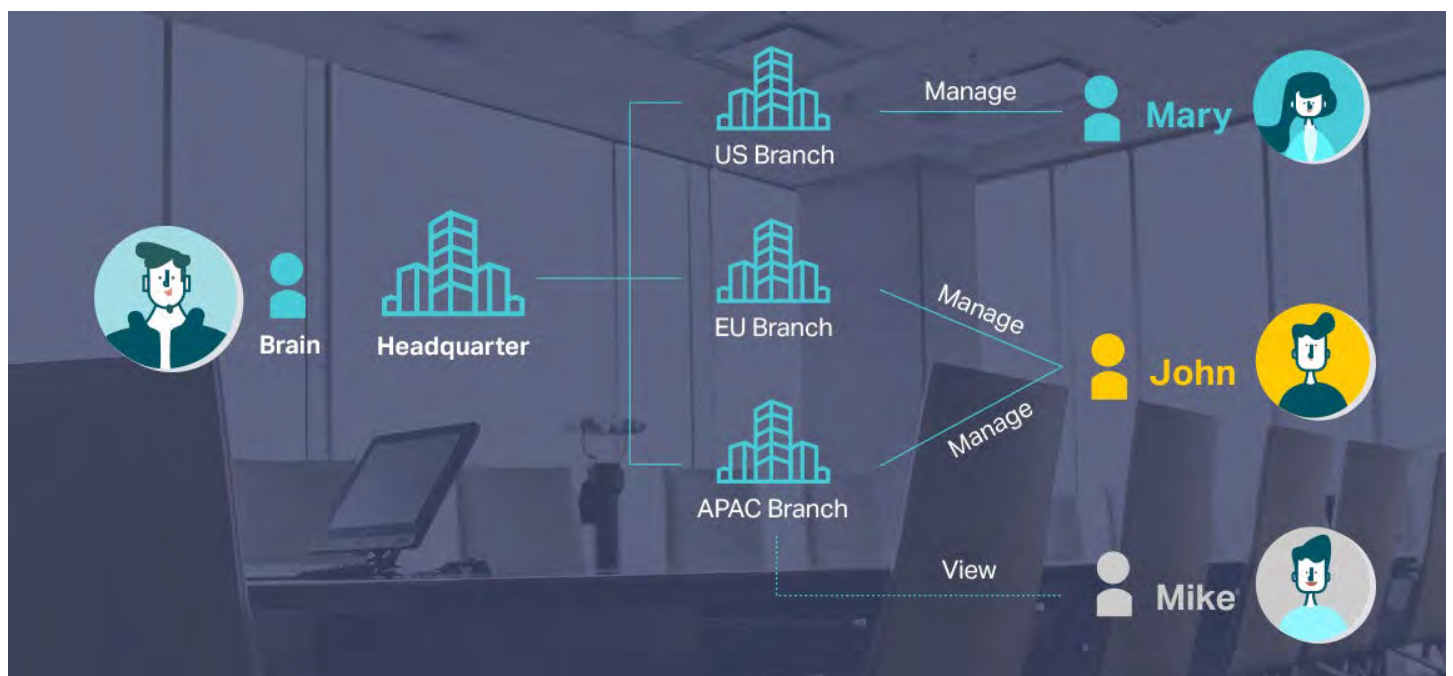 US Branch
Manage
Mary
Brain
Headquarter
EU Branch
Manage
John
Manage
APAC Branch
View
Mike